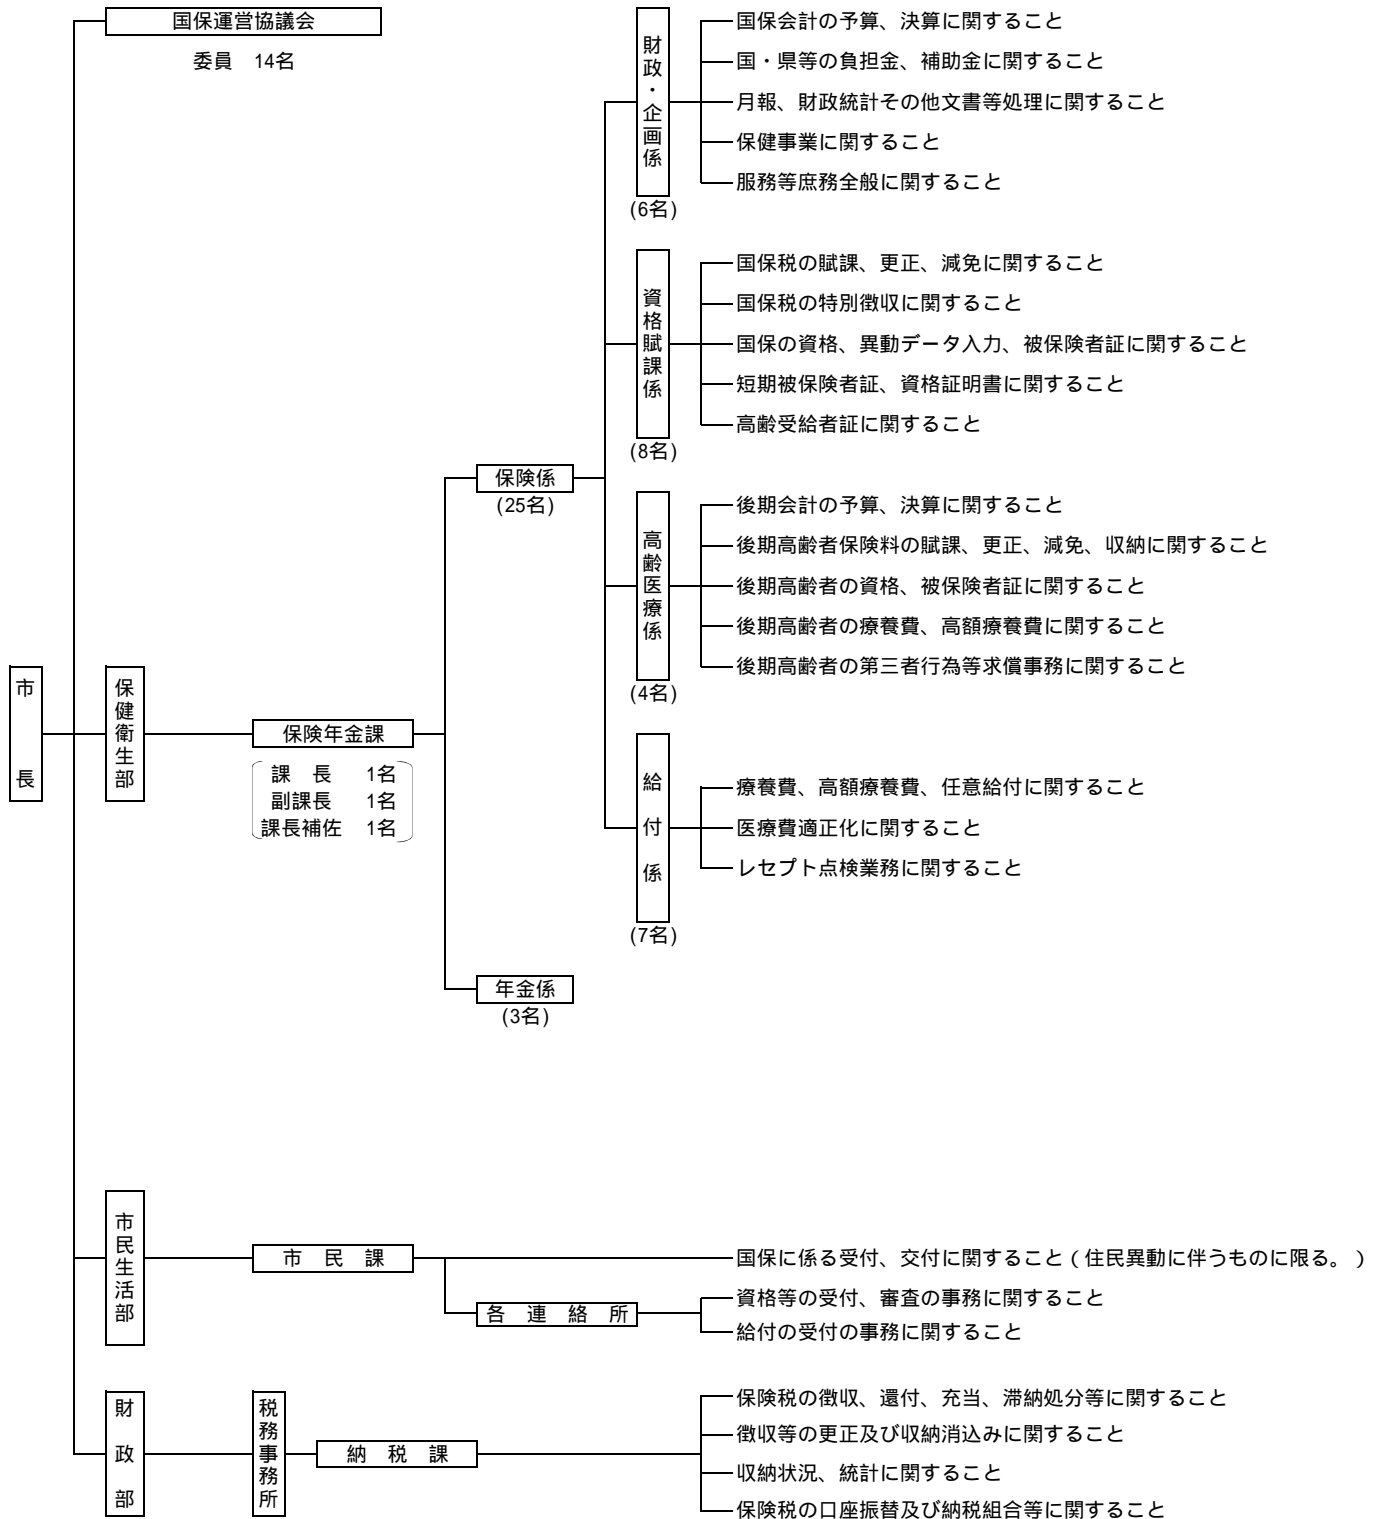 国保運営協議会
委員　14名
市長
保健衛生部
保険年金課
課　長　1名
副課長　1名
課長補佐　1名
保険係
(25名)
財政・企画係
(6名)
国保会計の予算、決算に関すること
国・県等の負担金、補助金に関すること
月報、財政統計その他文書等処理に関すること
保健事業に関すること
服務等庶務全般に関すること
資格賦課係
(8名)
国保税の賦課、更正、減免に関すること
国保税の特別徴収に関すること
国保の資格、異動データ入力、被保険者証に関すること
短期被保険者証、資格証明書に関すること
高齢受給者証に関すること
高齢医療係
(4名)
後期会計の予算、決算に関すること
後期高齢者保険料の賦課、更正、減免、収納に関すること
後期高齢者の資格、被保険者証に関すること
後期高齢者の療養費、高額療養費に関すること
後期高齢者の第三者行為等求償事務に関すること
給付係
(7名)
療養費、高額療養費、任意給付に関すること
医療費適正化に関すること
レセプト点検業務に関すること
年金係
(3名)
市民生活部
市　民　課
国保に係る受付、交付に関すること（住民異動に伴うものに限る。）
各　連　絡　所
資格等の受付、審査の事務に関すること
給付の受付の事務に関すること
財政部
税務事務所
納　税　課
保険税の徴収、還付、充当、滞納処分等に関すること
徴収等の更正及び収納消込みに関すること
収納状況、統計に関すること
保険税の口座振替及び納税組合等に関すること